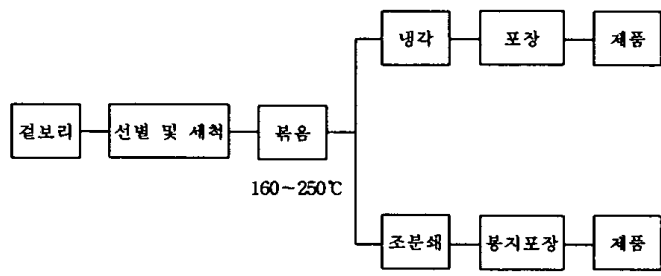 냉각
포장
제품
겉보리
선별 및 세척
볶음
160~250℃
조분쇄
봉지포장
제품